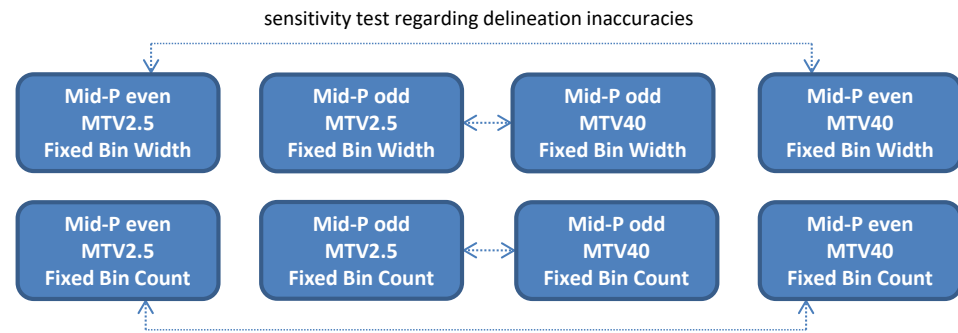 sensitivity test regarding delineation inaccuracies
Mid-P even
MTV2.5
Fixed Bin Width
Mid-P odd
MTV2.5
Fixed Bin Width
Mid-P odd
MTV40
Fixed Bin Width
Mid-P even
MTV40
Fixed Bin Width
Mid-P even
MTV2.5
Fixed Bin Count
Mid-P odd
MTV2.5
Fixed Bin Count
Mid-P odd
MTV40
Fixed Bin Count
Mid-P even
MTV40
Fixed Bin Count